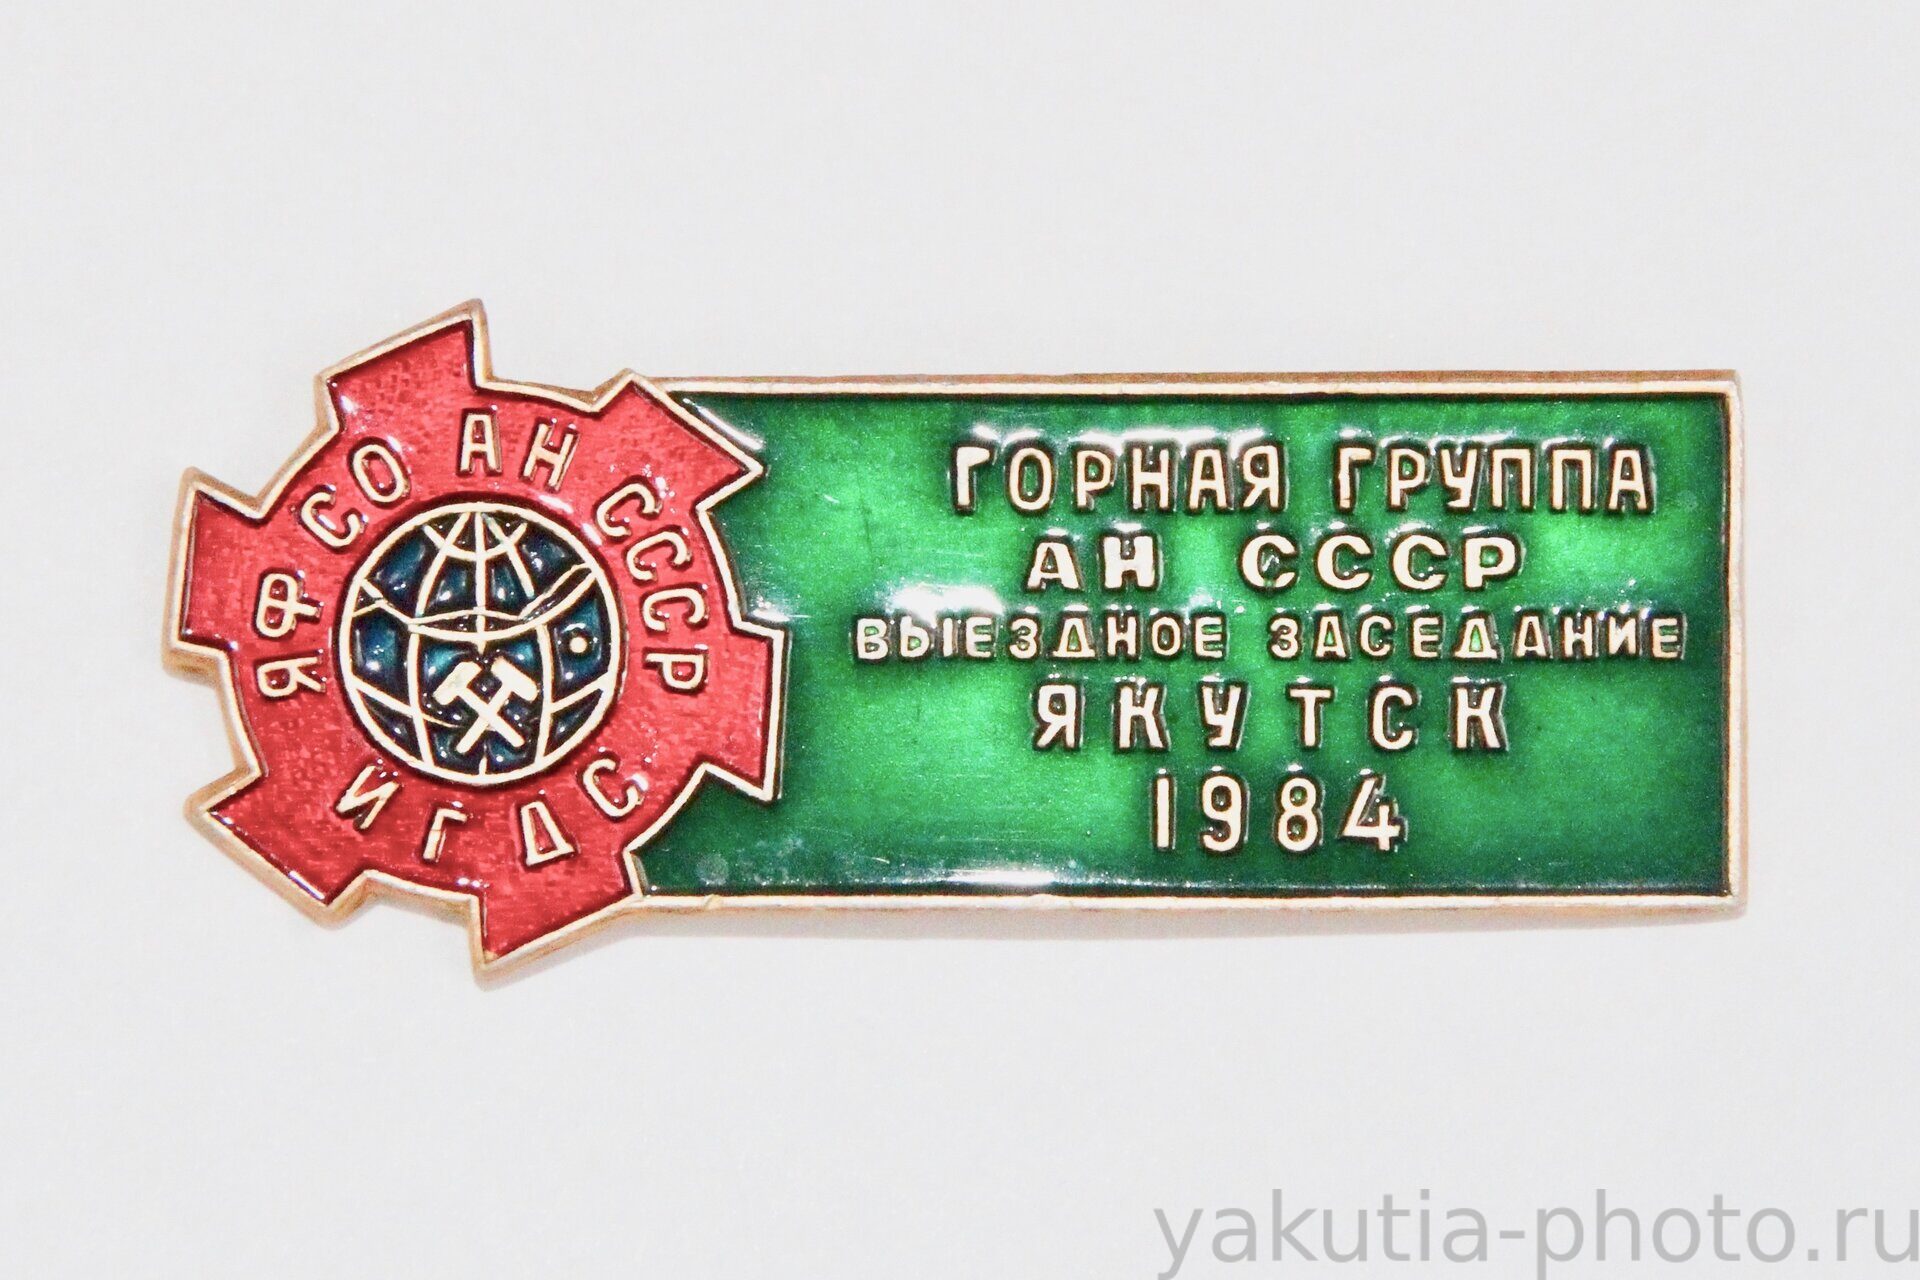 ЯФ СО АН СССР
ИГДС
ГОРНАЯ ГРУППА
АН СССР
ВЫЕЗДНОЕ ЗАСЕДАНИЕ
ЯКУТСК
1984
yakutia-photo.ru